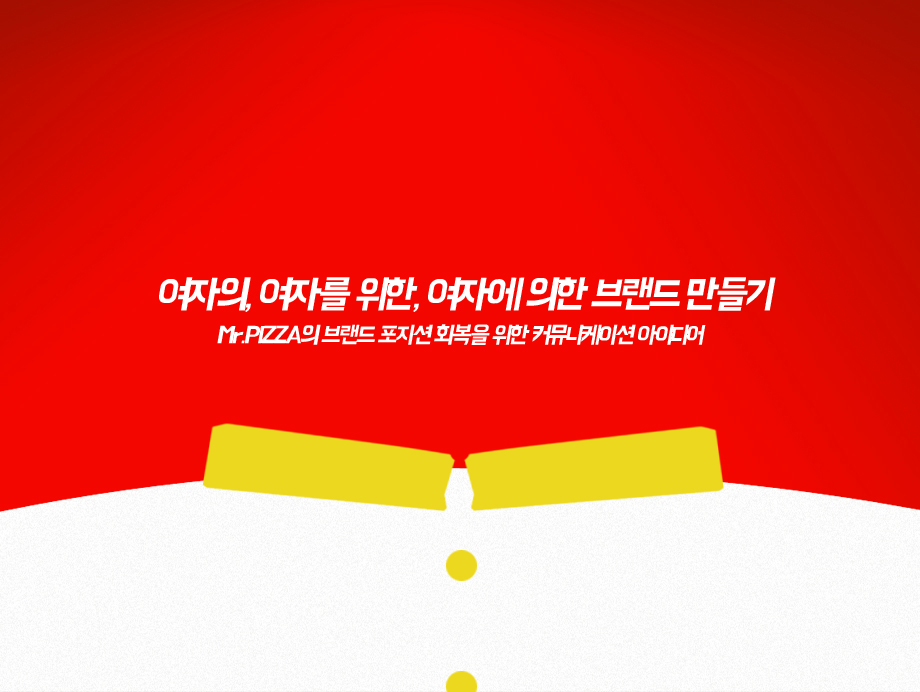 여자의, 여자를 위한, 여자에 의한 브랜드 만들기
Mr.PIZZA의 브랜드 포지션 회복을 위한 커뮤니케이션 아이디어